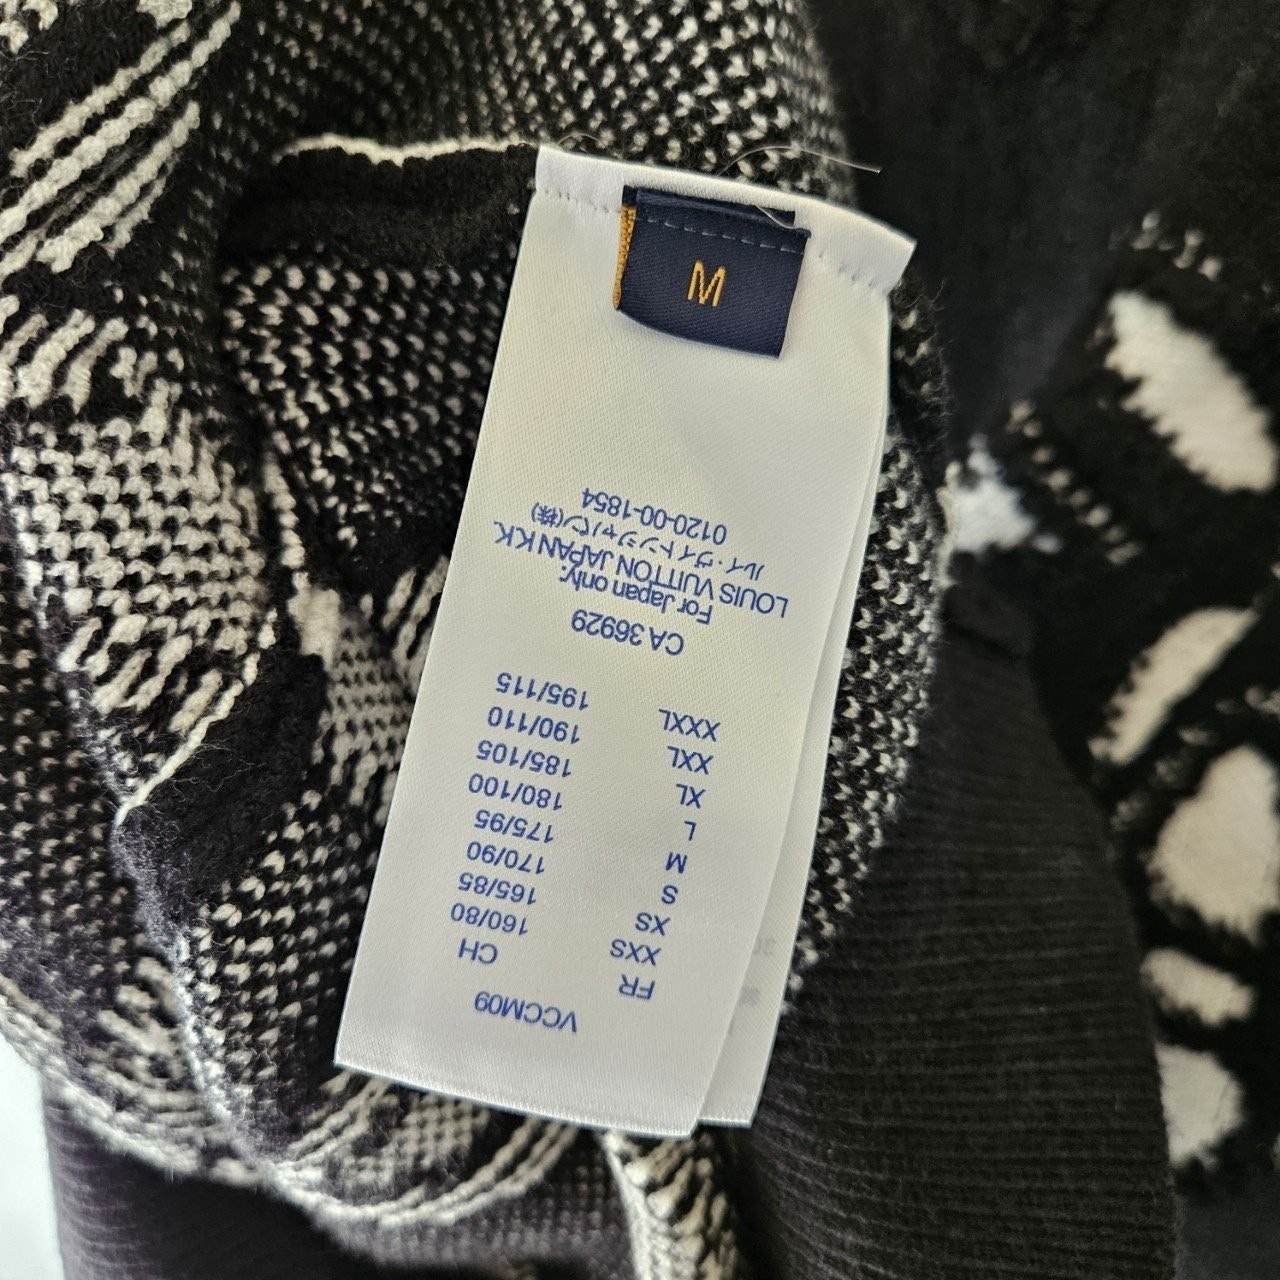 M
VCCM09
FR CH
XXS 160/80
XS 165/85
S 170/90
M 175/95
L 180/100
XL 185/105
XXL 190/110
XXXL 195/115
CA 36929
For Japan only:
LOUIS VUITTON JAPAN K.K.
ルイ・ヴィトンジャパン(株)
0120-00-1854